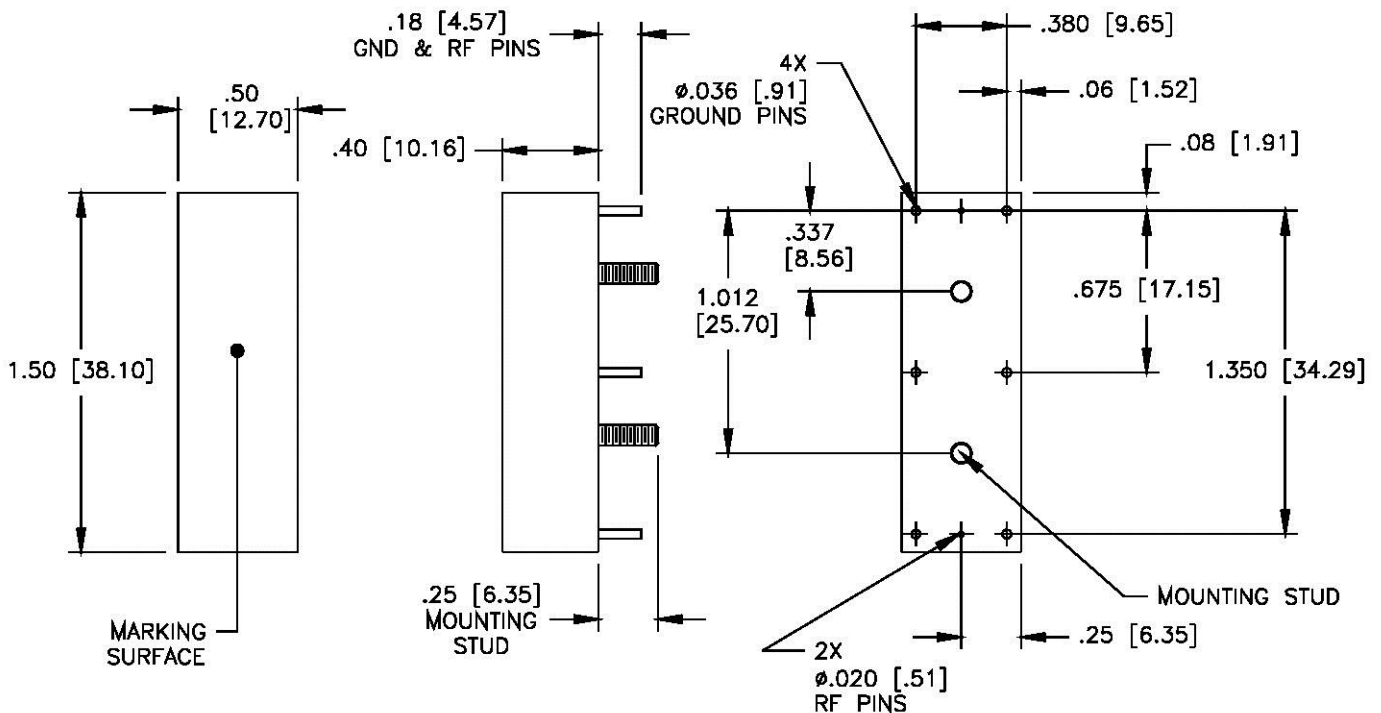 .18 [4.57]
GND & RF PINS
.380 [9.65]
4X
ø.036 [.91]
GROUND PINS
.06 [1.52]
.50
[12.70]
.40 [10.16]
.08 [1.91]
.337
[8.56]
1.012
[25.70]
.675 [17.15]
1.50 [38.10]
1.350 [34.29]
.25 [6.35]
MOUNTING
STUD
MOUNTING STUD
MARKING
SURFACE
.25 [6.35]
2X
ø.020 [.51]
RF PINS